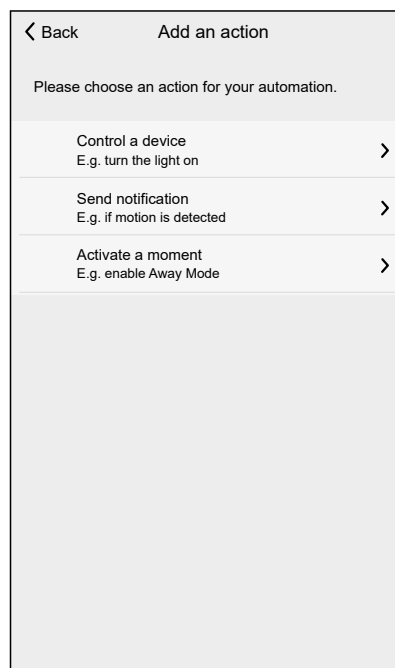 Back Add an action
Please choose an action for your automation.
Control a device
E.g. turn the light on
Send notification
E.g. if motion is detected
Activate a moment
E.g. enable Away Mode